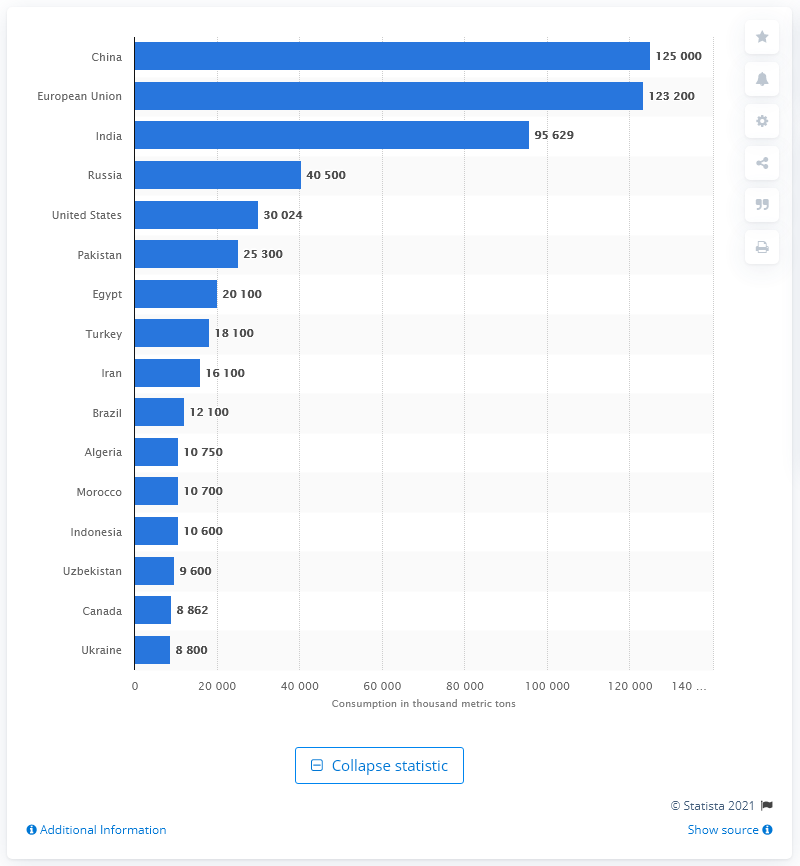 China 125 000
European Union 123 200
India 95 629
Russia 40 500
United States 30 024
Pakistan 25 300
Egypt 20 100
Turkey 18 100
Iran 16 100
Brazil 12 100
Algeria 10 750
Morocco 10 700
Indonesia 10 600
Uzbekistan 9 600
Canada 8 862
Ukraine 8 800
0 20 000 40 000 60 000 80 000 100 000 120 000 140 ...
Consumption in thousand metric tons
Collapse statistic
© Statista 2021
Additional Information Show source